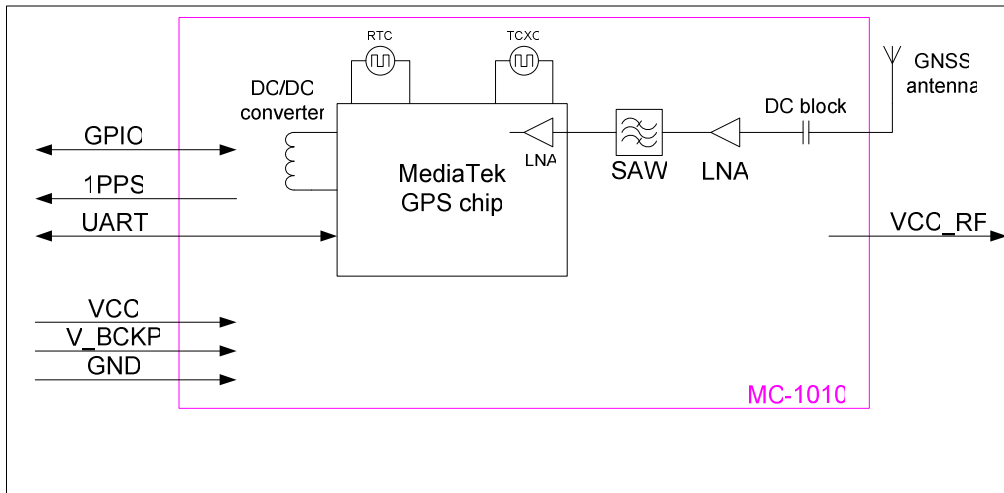 RTC
TCXO
GNSS
antenna
DC/DC
converter
DC block
GPIO
LNA
SAW
LNA
MediaTek
GPS chip
1PPS
UART
VCC_RF
VCC
V_BCKP
GND
MC-1010